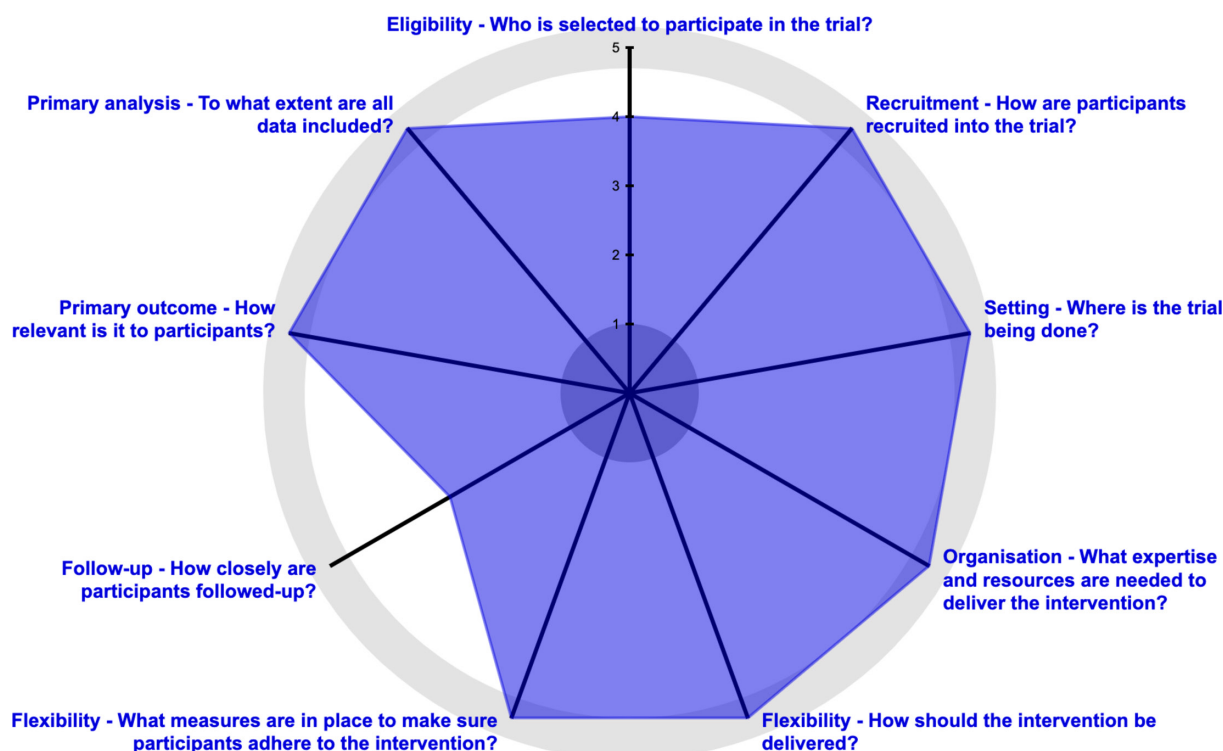 Eligibility - Who is selected to participate in the trial?
5
Primary analysis - To what extent are all
data included?
Recruitment - How are participants
recruited into the trial?
4
3
2
Primary outcome - How
relevant is it to participants?
Setting - Where is the trial
being done?
1
Follow-up - How closely are
participants followed-up?
Organisation - What expertise
and resources are needed to
deliver the intervention?
Flexibility - What measures are in place to make sure
participants adhere to the intervention?
Flexibility - How should the intervention be
delivered?